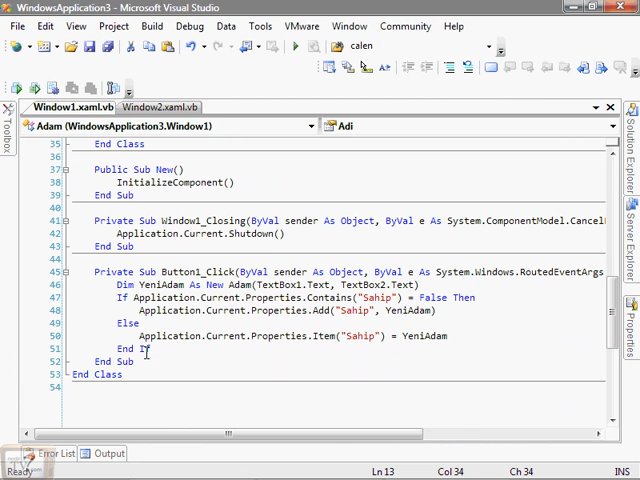 WindowsApplication3 - Microsoft Visual Studio
File Edit View Project Build Debug Data Tools VMware Window Community Help
calen
Window1.xaml.vb Window2.xaml.vb
Adam (WindowsApplication3.Window1) Adi
35 End Class
36
37 Public Sub New()
38 InitializeComponent()
39 End Sub
40
41 Private Sub Window1_Closing(ByVal sender As Object, ByVal e As System.ComponentModel.Cancel
42 Application.Current.Shutdown()
43 End Sub
44
45 Private Sub Button1_Click(ByVal sender As Object, ByVal e As System.Windows.RoutedEventArgs
46 Dim YeniAdam As New Adam(TextBox1.Text, TextBox2.Text)
47 If Application.Current.Properties.Contains("Sahip") = False Then
48 Application.Current.Properties.Add("Sahip", YeniAdam)
49 Else
50 Application.Current.Properties.Item("Sahip") = YeniAdam
51 End If
52 End Sub
53 End Class
54
Toolbox
Solution Explorer
Server Explorer
Properties
Error List Output
Ready Ln 13 Col 34 Ch 34 INS